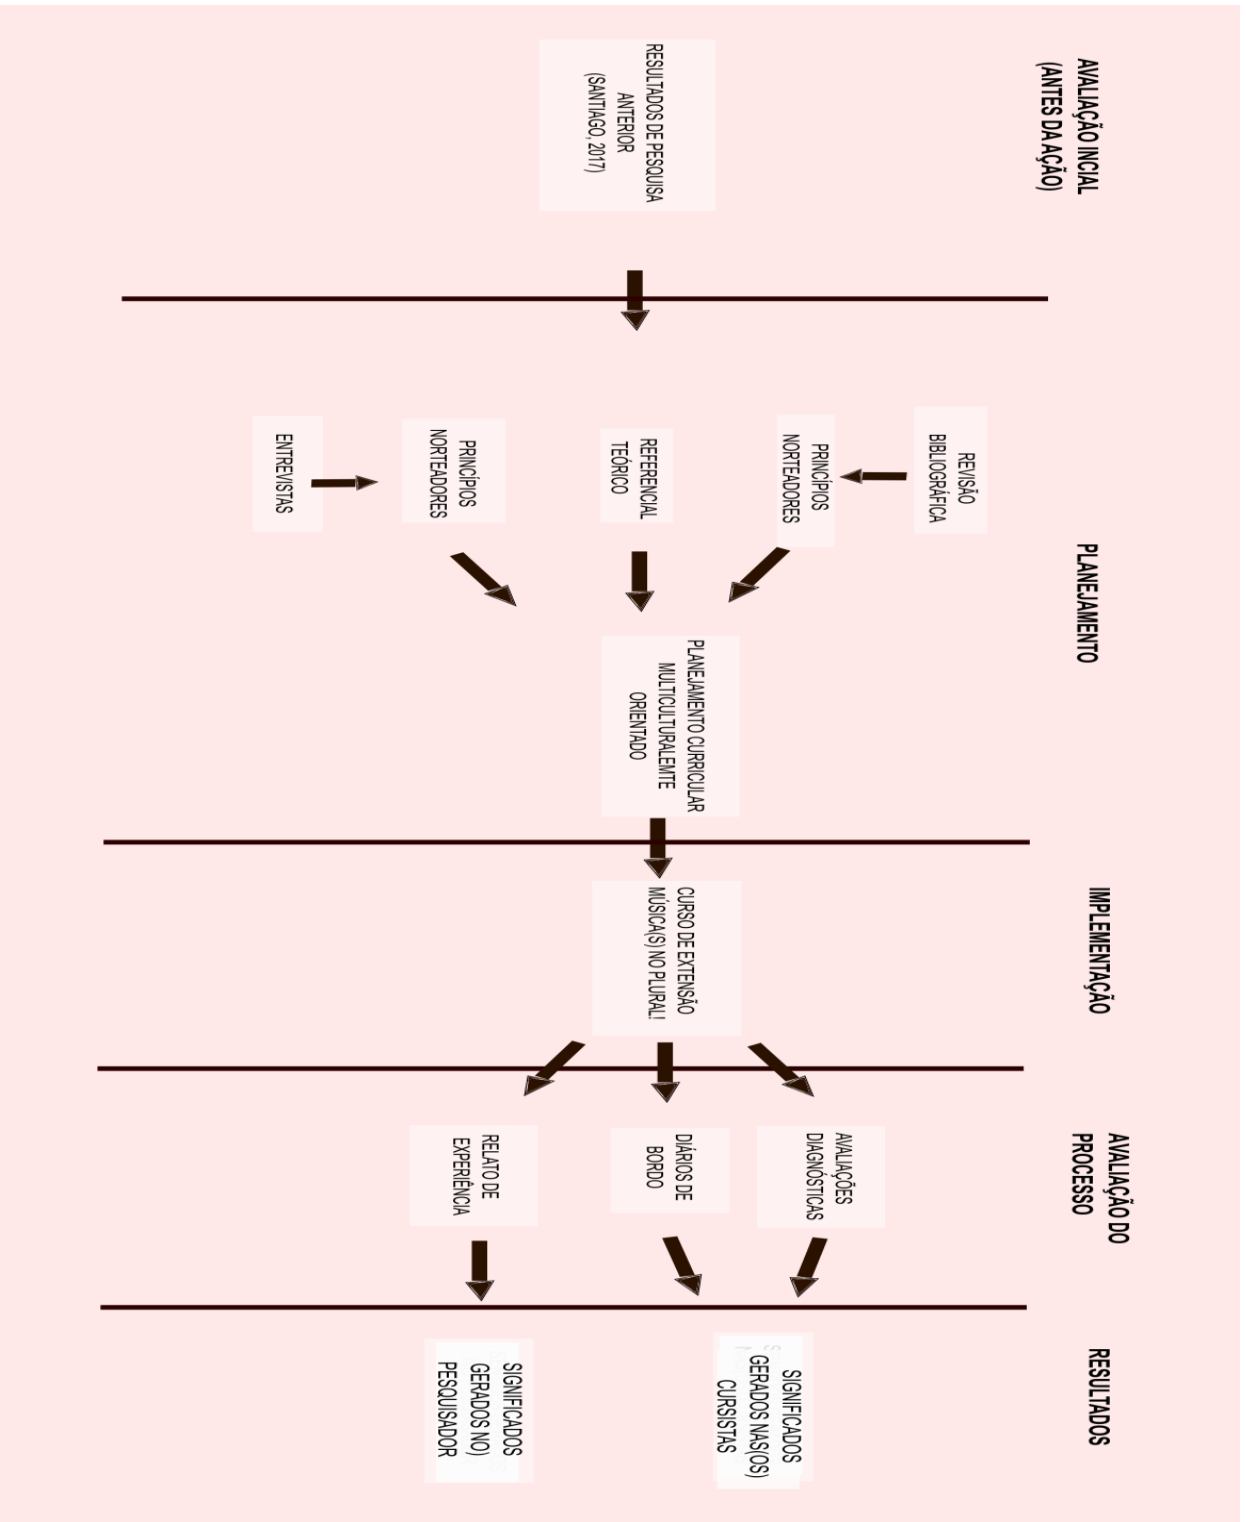 AVALIAÇÃO INCIAL
(ANTES DA AÇÃO)
RESULTADOS DE PESQUISA
ANTERIOR
(SANTIAGO, 2017)
PLANEJAMENTO
REVISÃO
BIBLIOGRÁFICA
PRINCÍPIOS
NORTEADORES
REFERENCIAL
TEÓRICO
PRINCÍPIOS
NORTEADORES
ENTREVISTAS
PLANEJAMENTO CURRICULAR
MULTICULTURALEMTE
ORIENTADO
IMPLEMENTAÇÃO
CURSO DE EXTENSÃO
MÚSICA(S) NO PLURAL!
AVALIAÇÃO DO
PROCESSO
AVALIAÇÕES
DIAGNÓSTICAS
DIÁRIOS DE
BORDO
RELATO DE
EXPERIÊNCIA
RESULTADOS
SIGNIFICADOS
GERADOS NAS(OS)
CURSISTAS
SIGNIFICADOS
GERADOS NO)
PESQUISADOR